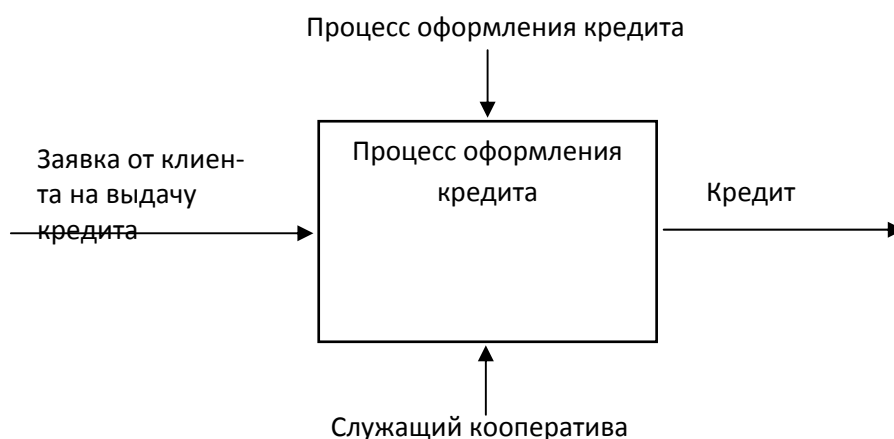 Процесс оформления кредита
Процесс оформления
кредита
Заявка от клиен-
та на выдачу
кредита
Кредит
Служащий кооператива